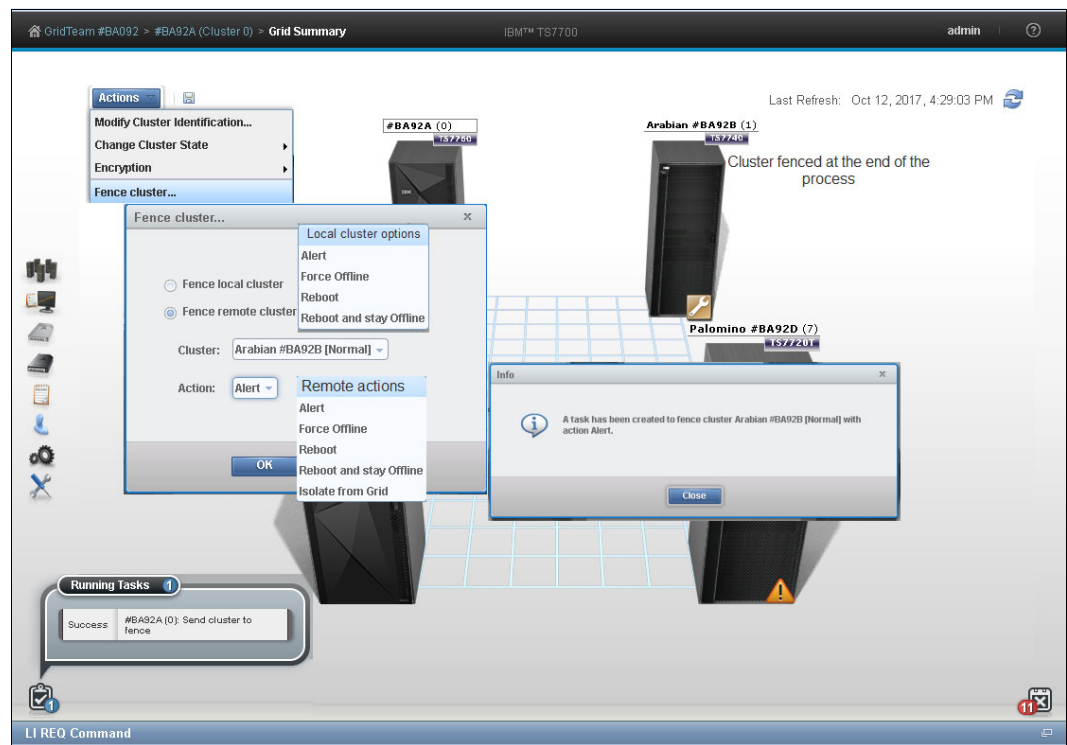 GridTeam #BA092 > #BA92A (Cluster 0) > Grid Summary
IBM™ TS7700
admin
?
Actions
Last Refresh: Oct 12, 2017, 4:29:03 PM
Modify Cluster Identification...
Change Cluster State
Encryption
Fence cluster...
#BA92A (0)
TS7760
IBM
Arabian #BA92B (1)
TS7740
Cluster fenced at the end of the
process
Fence cluster...
x
Fence local cluster
Fence remote cluster
Local cluster options
Alert
Force Offline
Reboot
Reboot and stay Offline
Cluster: Arabian #BA92B [Normal]
Action: Alert
Remote actions
Alert
Force Offline
Reboot
Reboot and stay Offline
Isolate from Grid
OK
Palomino #BA92D (7)
TS7720T
Info
x
A task has been created to fence cluster Arabian #BA92B [Normal] with
action Alert.
Close
Running Tasks 1
Success
#BA92A (0): Send cluster to
fence
1
11
LI REQ Command